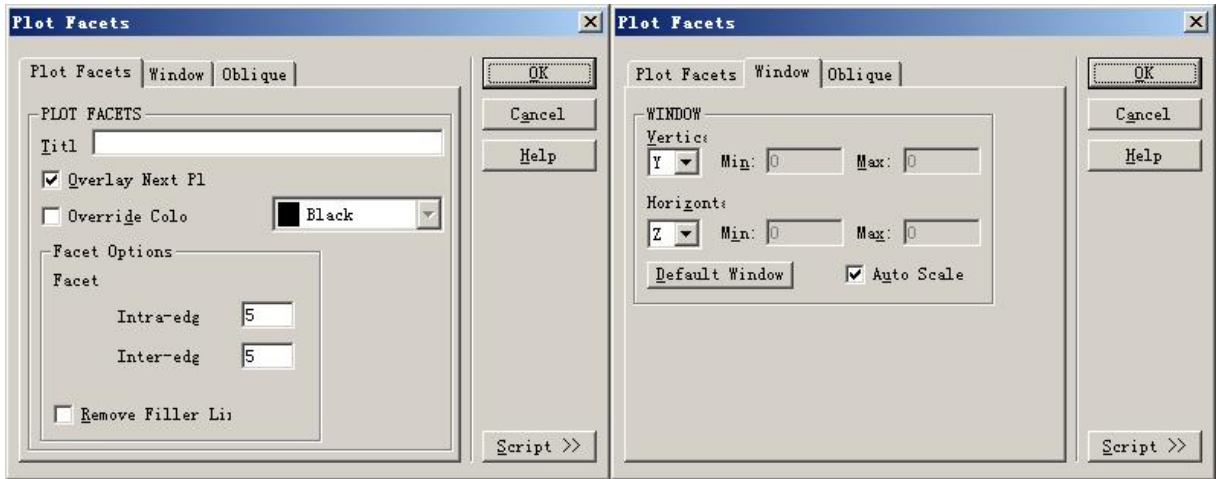 Plot Facets
Plot Facets Window Oblique
PLOT FACETS
Titl
Overlay Next Pl
Override Colo Black
Facet Options
Facet
Intra-edg 5
Inter-edg 5
Remove Filler Li
OK
Cancel
Help
Script >>
Plot Facets
Plot Facets Window Oblique
WINDOW
Vertica
Y Min: 0 Max: 0
Horizonta
Z Min: 0 Max: 0
Default Window Auto Scale
OK
Cancel
Help
Script >>